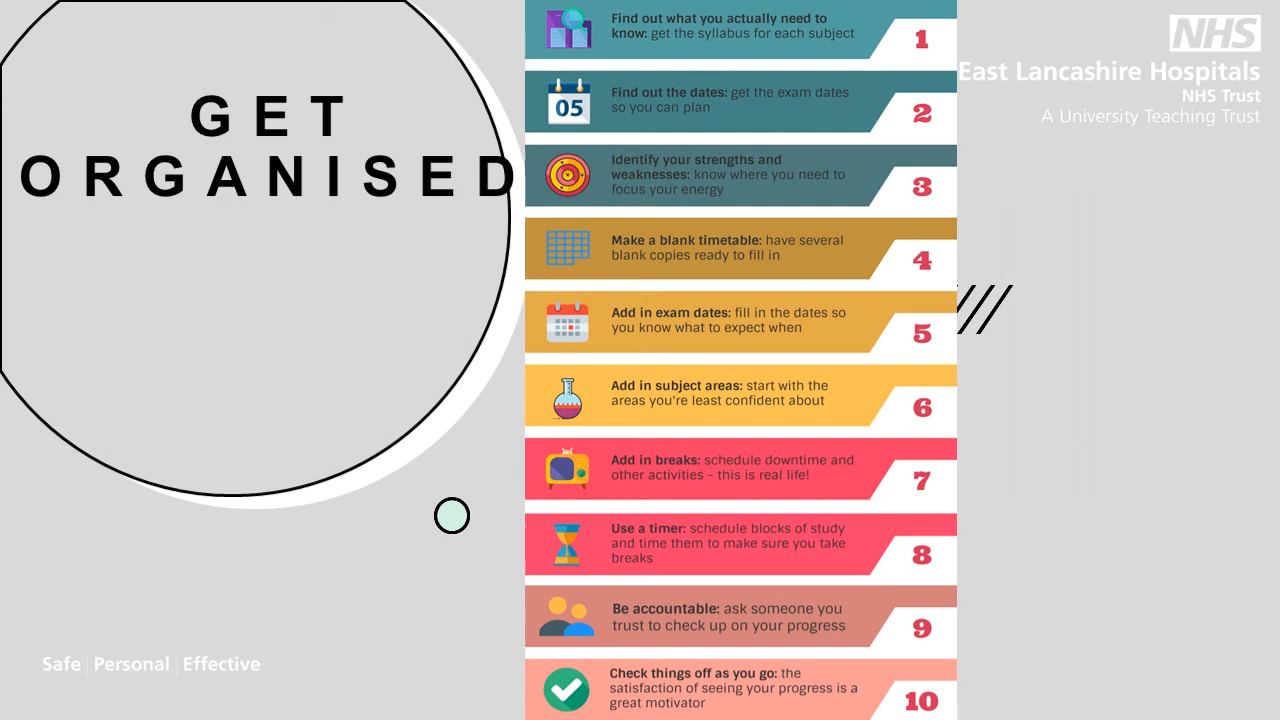 GET
ORGANISED
Find out what you actually need to
know: get the syllabus for each subject
1
Find out the dates: get the exam dates
so you can plan
2
05
Identify your strengths and
weaknesses: know where you need to
focus your energy
3
Make a blank timetable: have several
blank copies ready to fill in
4
Add in exam dates: fill in the dates so
you know what to expect when
5
Add in subject areas: start with the
areas you're least confident about
6
Add in breaks: schedule downtime and
other activities - this is real life!
7
Use a timer: schedule blocks of study
and time them to make sure you take
breaks
8
Be accountable: ask someone you
trust to check up on your progress
9
Check things off as you go: the
satisfaction of seeing your progress is a
great motivator
10
NHS
East Lancashire Hospitals
NHS Trust
A University Teaching Trust
Safe Personal Effective